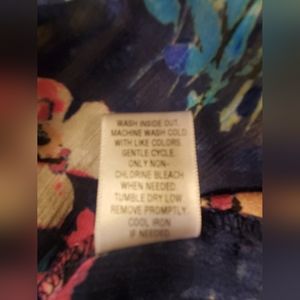 WASH INSIDE OUT.
MACHINE WASH COLD
WITH LIKE COLORS.
GENTLE CYCLE.
ONLY NON-
CHLORINE BLEACH
WHEN NEEDED.
TUMBLE DRY LOW
REMOVE PROMPTLY
COOL IRON
IF NEEDED.